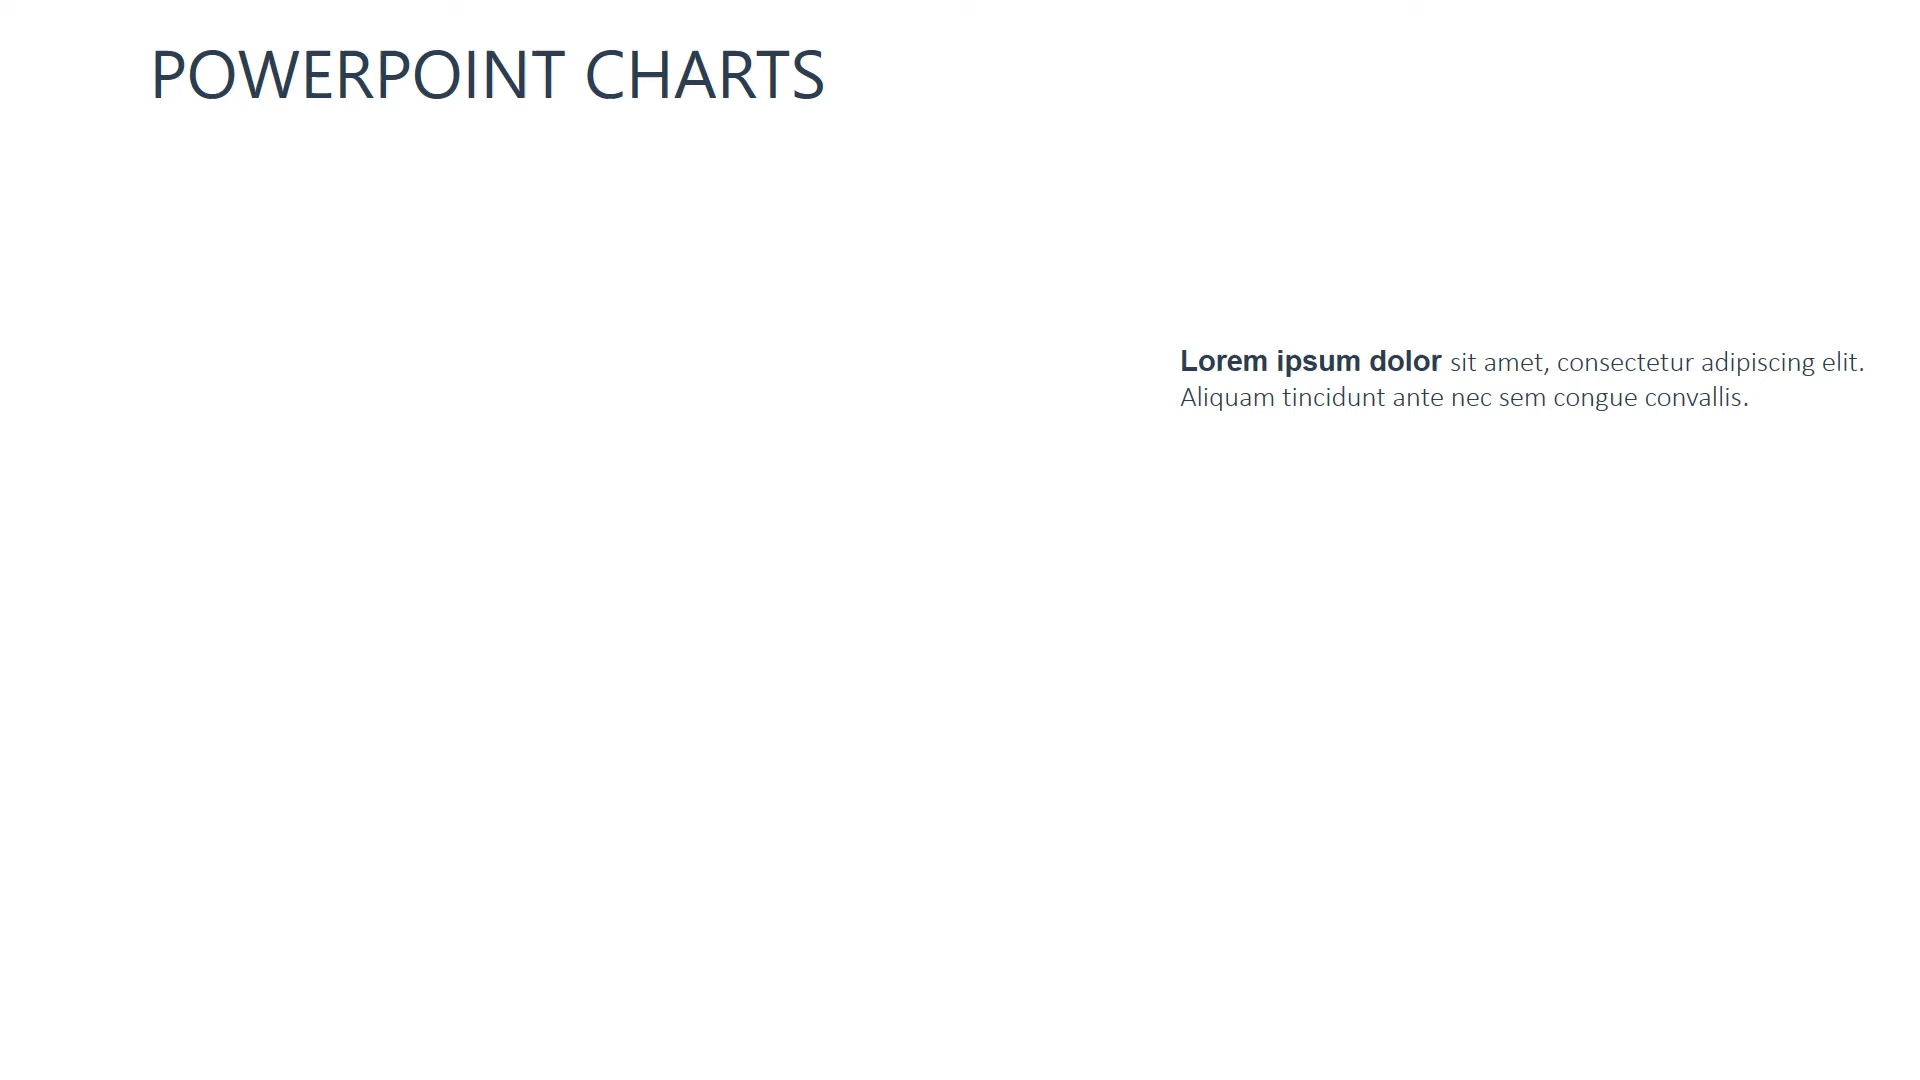 POWERPOINT CHARTS
Lorem ipsum dolor sit amet, consectetur adipiscing elit.
Aliquam tincidunt ante nec sem congue convallis.